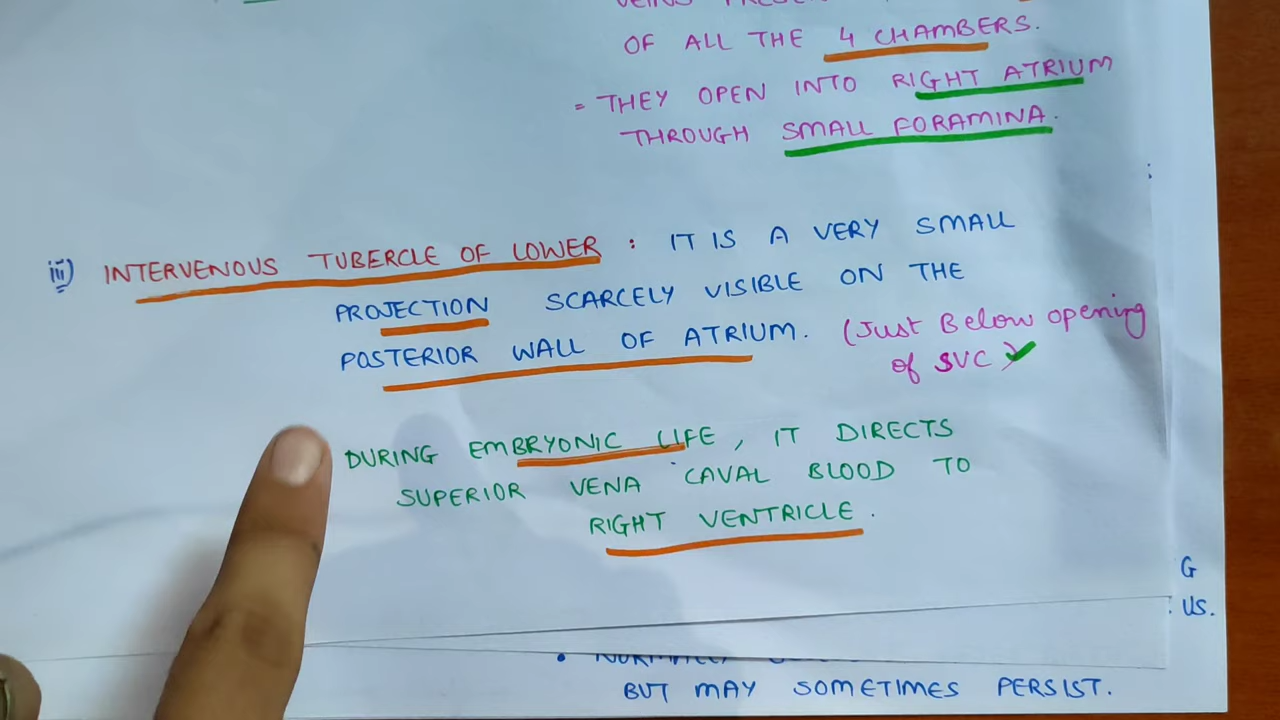 OF ALL THE 4 CHAMBERS.
= THEY OPEN INTO RIGHT ATRIUM
THROUGH SMALL FORAMINA.
iii) INTERVENOUS TUBERCLE OF LOWER : IT IS A VERY SMALL
PROJECTION SCARCELY VISIBLE ON THE
POSTERIOR WALL OF ATRIUM. (Just Below opening
of SVC)
DURING EMBRYONIC LIFE, IT DIRECTS
SUPERIOR VENA CAVAL BLOOD TO
RIGHT VENTRICLE.
G
US.
BUT MAY SOMETIMES PERSIST.